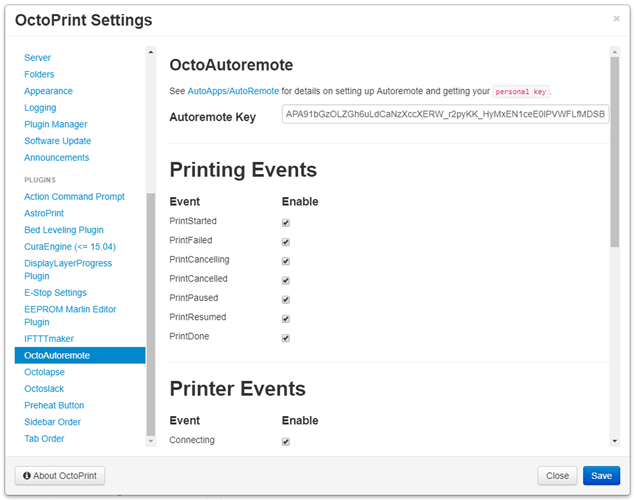 OctoPrint Settings
×
Server
Folders
Appearance
Logging
Plugin Manager
Software Update
Announcements
PLUGINS
Action Command Prompt
AstroPrint
Bed Leveling Plugin
CuraEngine (<= 15.04)
DisplayLayerProgress
Plugin
E-Stop Settings
EEPROM Marlin Editor
Plugin
IFTTTmaker
OctoAutoremote
Octolapse
Octoslack
Preheat Button
Sidebar Order
Tab Order
OctoAutoremote
See AutoApps/AutoRemote for details on setting up Autoremote and getting your personal key.
Autoremote Key APA91bGzOLZGh6uLdCaNzXccXERW_r2pyKK_HyMxEN1ceE0IPVWFLfMDSB
Printing Events
Event Enable
PrintStarted
PrintFailed
PrintCancelling
PrintCancelled
PrintPaused
PrintResumed
PrintDone
Printer Events
Event Enable
Connecting
About OctoPrint
Close Save